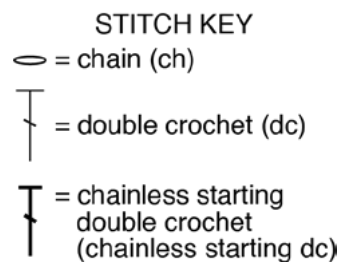 STITCH KEY
= chain (ch)
= double crochet (dc)
= chainless starting
double crochet
(chainless starting dc)